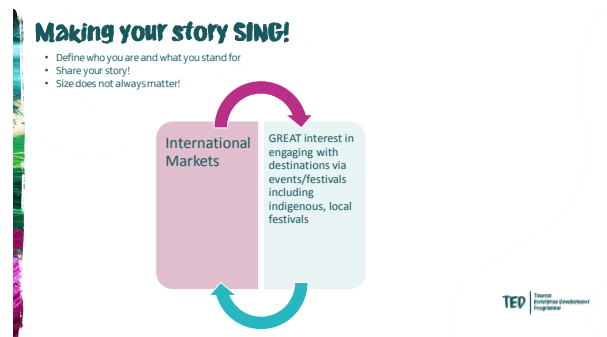 Making your story SING!
• Define who you are and what you stand for
• Share your story!
• Size does not always matter!
International
Markets
GREAT interest in
engaging with
destinations via
events/festivals
including
indigenous, local
festivals
TED
Tourism
Enterprise Development
Programme